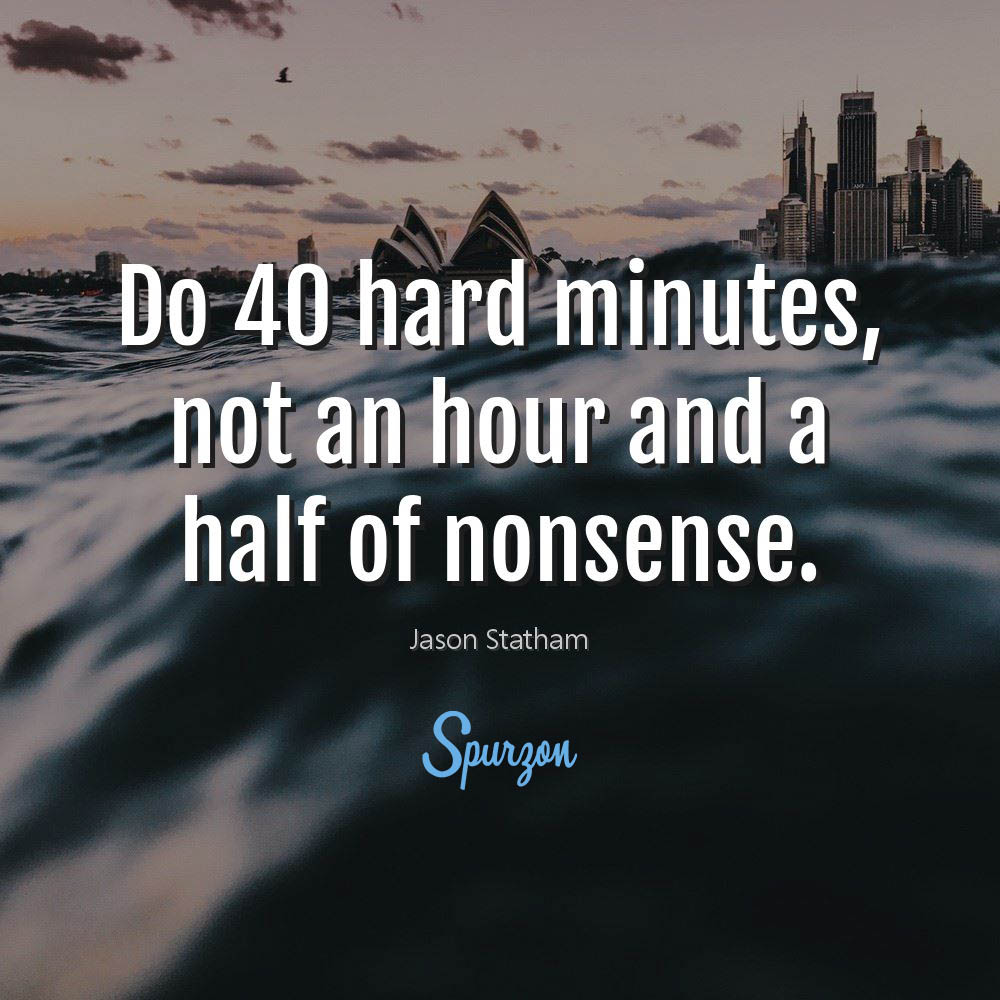 Do 40 hard minutes,
not an hour and a
half of nonsense.
Jason Statham
Spurzon